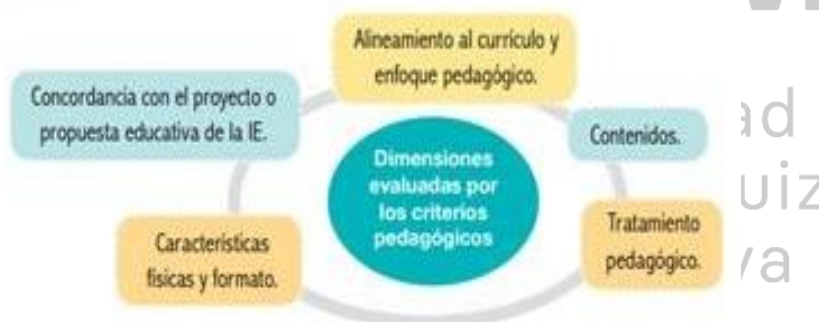 Alineamiento al currículo y
enfoque pedagógico.
Concordancia con el proyecto o
propuesta educativa de la IE.
Contenidos.
Dimensiones
evaluadas por
los criterios
pedagógicos
Tratamiento
pedagógico.
Características
físicas y formato.